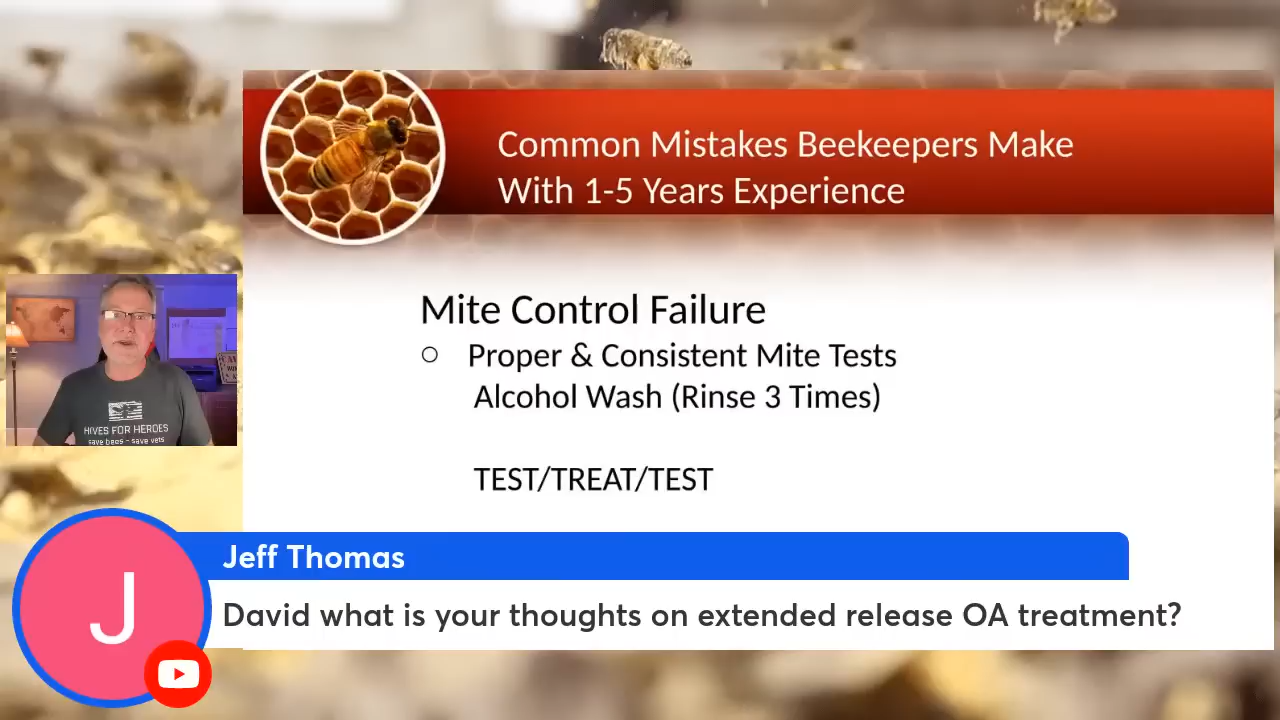 Common Mistakes Beekeepers Make
With 1-5 Years Experience
Mite Control Failure
Proper & Consistent Mite Tests
Alcohol Wash (Rinse 3 Times)
TEST/TREAT/TEST
HIVES FOR HEROES
save bees - save vets
J
Jeff Thomas
David what is your thoughts on extended release OA treatment?